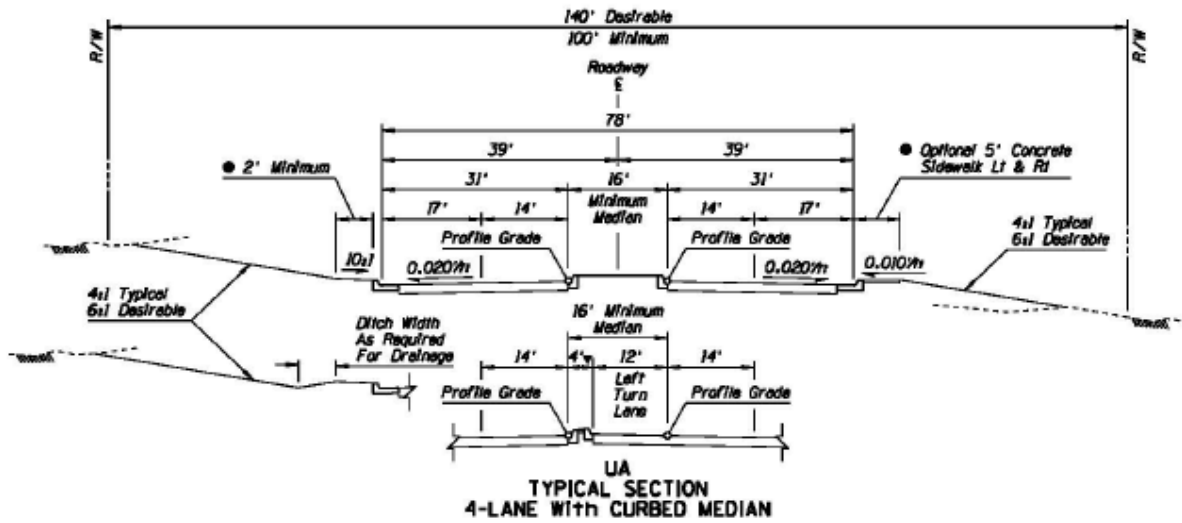 140' Desirable
100' Minimum
R/W
R/W
Roadway
℄
78'
39'
39'
● 2' Minimum
● Optional 5' Concrete
Sidewalk Lt & Rt
31'
16'
31'
Minimum
Median
17'
14'
14'
17'
4:1 Typical
6:1 Desirable
Profile Grade
Profile Grade
10:1
0.020'/ft
0.020'/ft
0.010'/ft
4:1 Typical
6:1 Desirable
16' Minimum
Median
Ditch Width
As Required
For Drainage
14'
4'
12'
14'
Left
Turn
Lane
Profile Grade
Profile Grade
UA
TYPICAL SECTION
4-LANE With CURBED MEDIAN